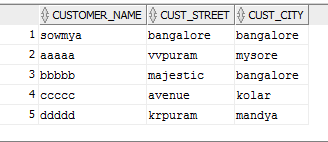 CUSTOMER_NAME CUST_STREET CUST_CITY
1 sowmya bangalore bangalore
2 aaaaa vvpuram mysore
3 bbbbb majestic bangalore
4 ccccc avenue kolar
5 ddddd krpuram mandya